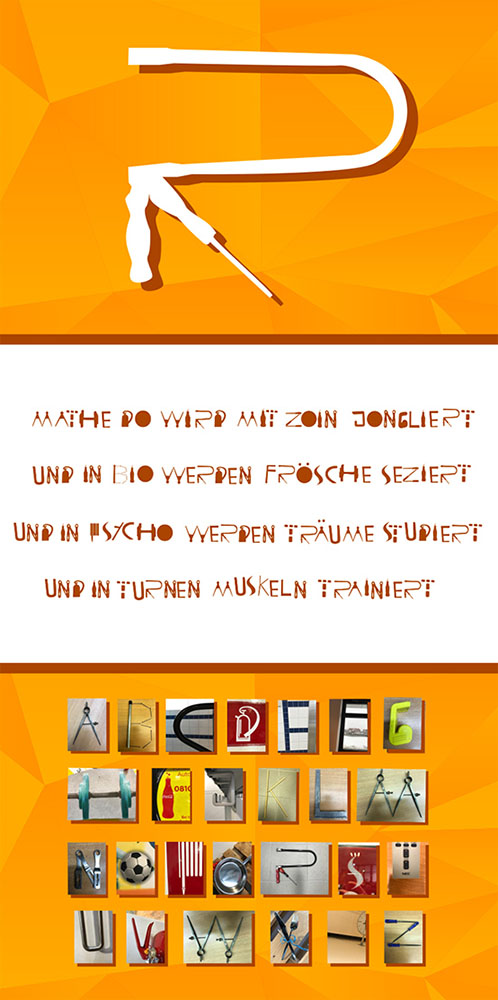 R
MATHE DO WIRD MIT ZOIN JONGLIERT
UND IN BIO WERDEN FRÖSCHE SEZIERT
UND IN PSYCHO WERDEN TRÄUME STUDIERT
UND IN TURNEN MUSKELN TRAINIERT
A B C D E F G
H I J K L M
N O P Q R S T
U V W X Y Z